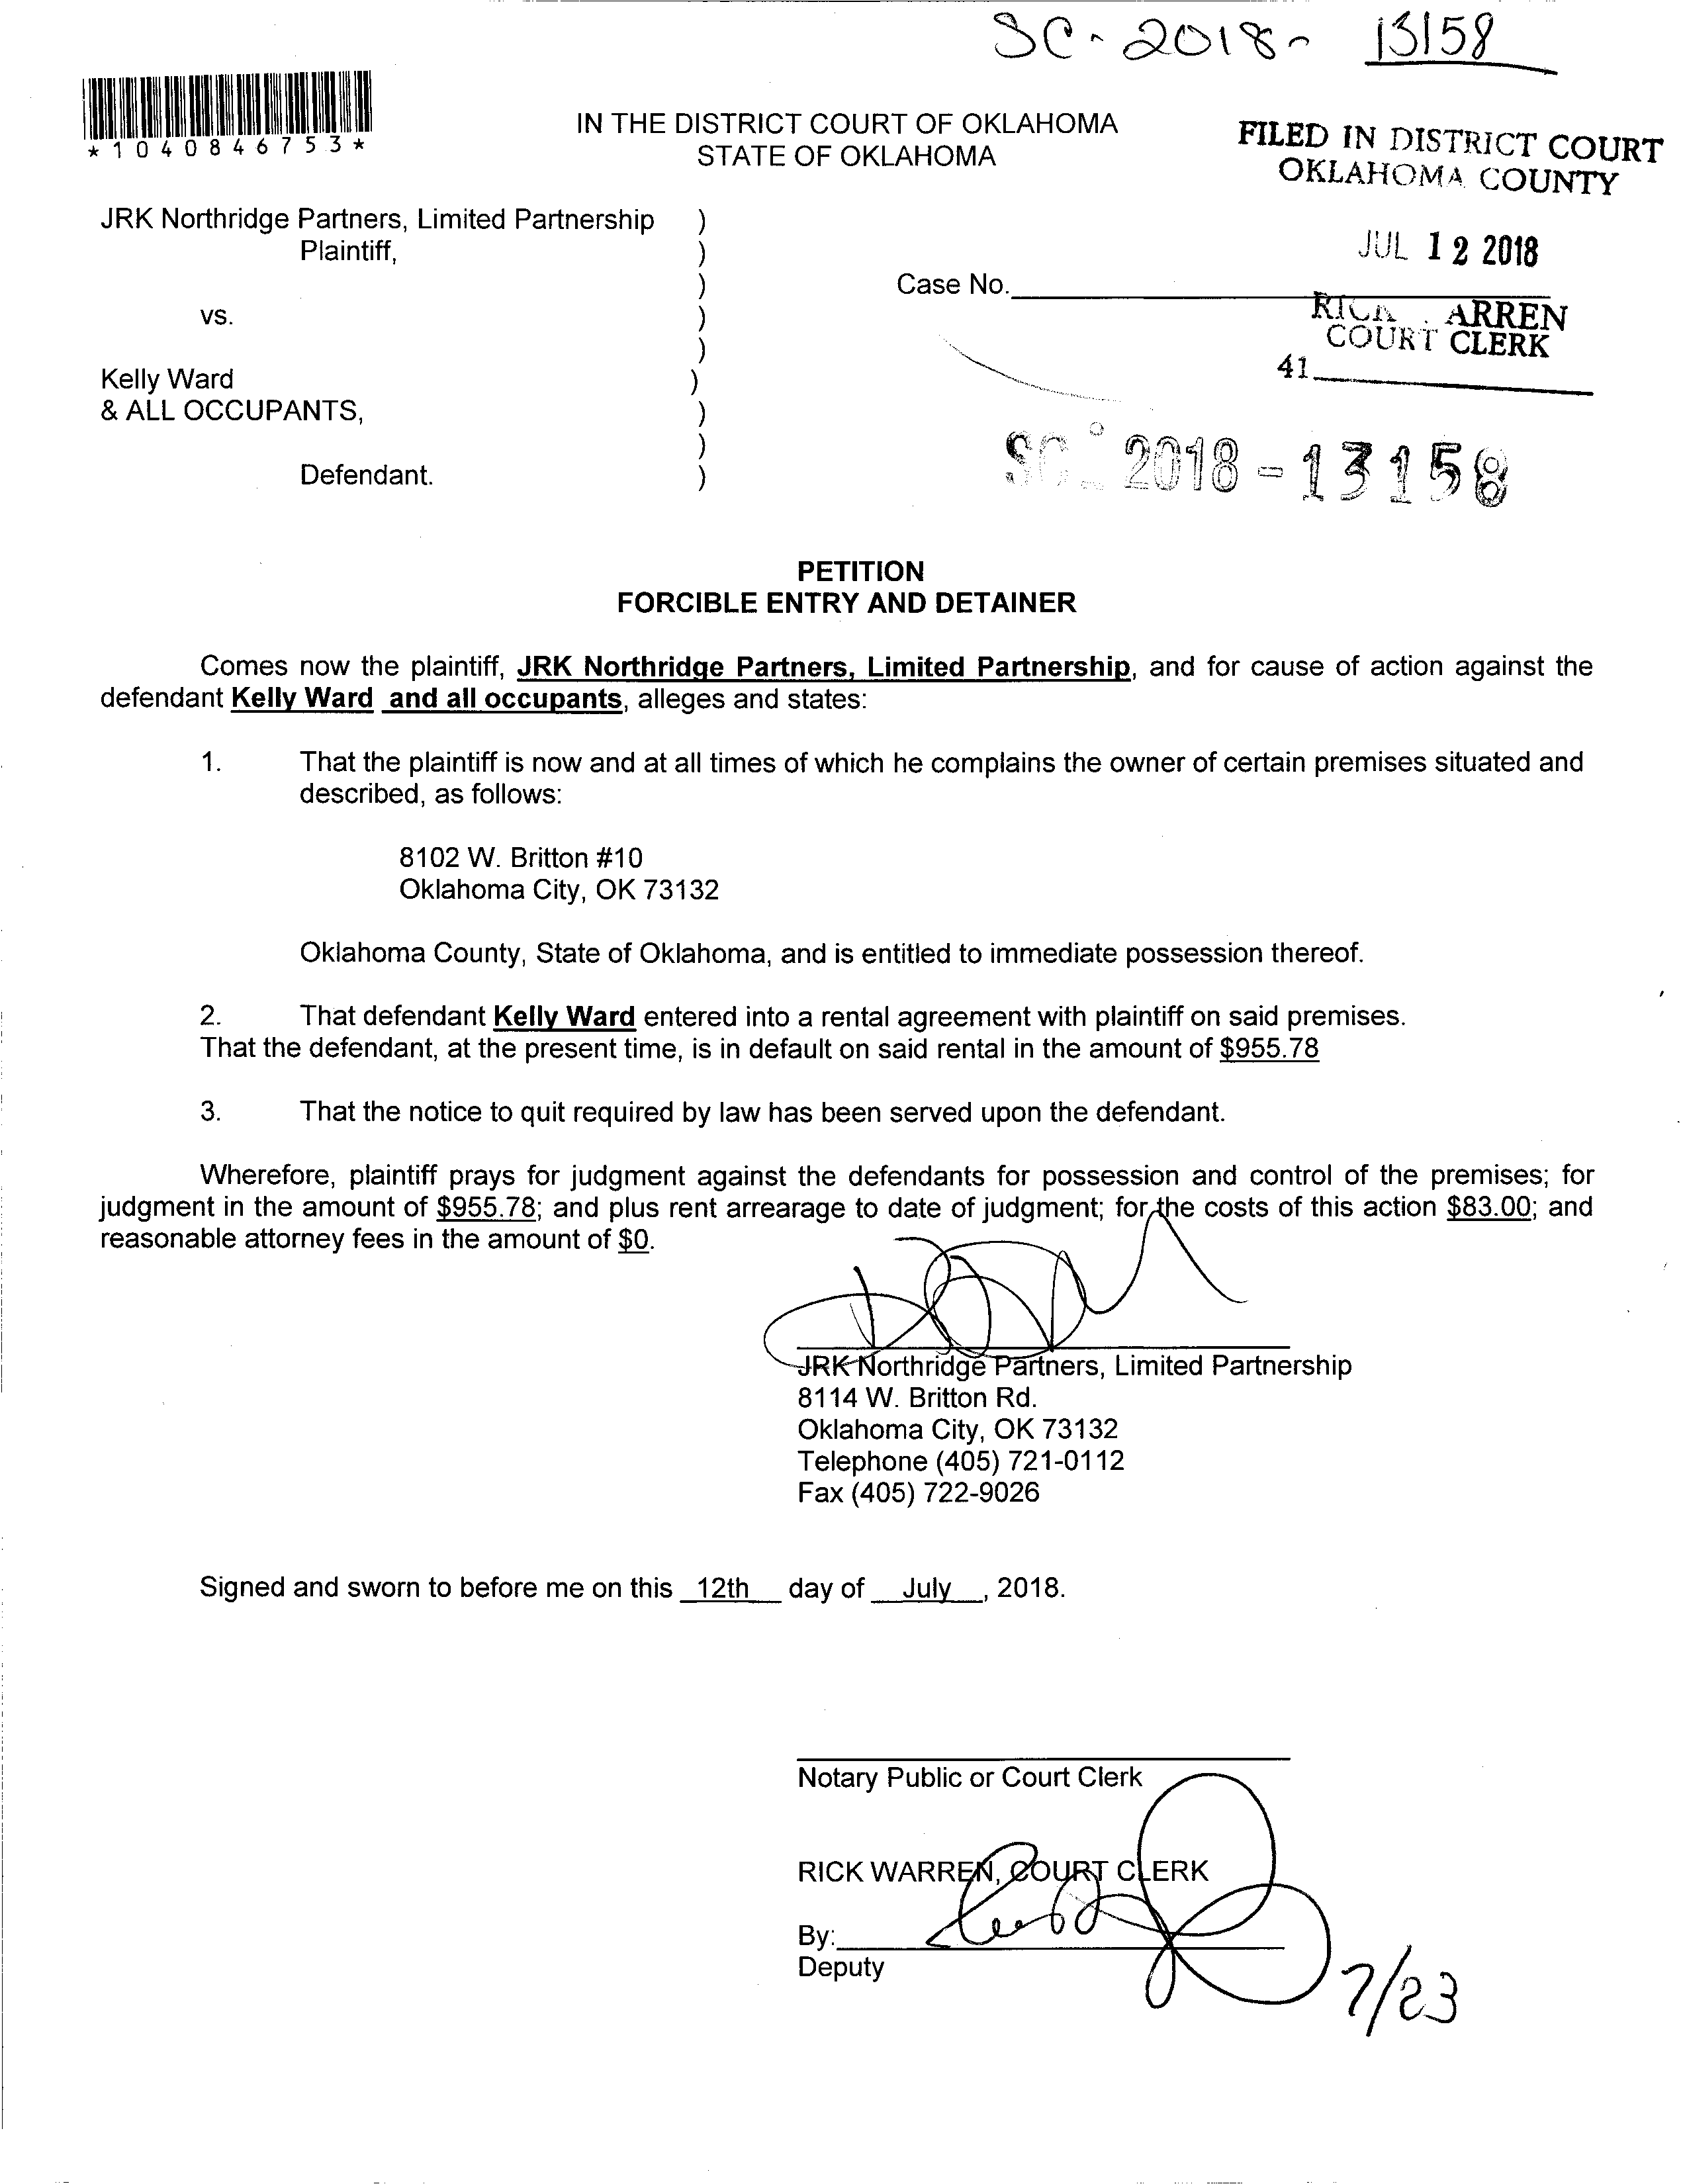 SC-2018-13158
*1040846753*
IN THE DISTRICT COURT OF OKLAHOMA
STATE OF OKLAHOMA
FILED IN DISTRICT COURT
OKLAHOMA COUNTY
JUL 12 2018
RICK ARREN
COURT CLERK
41
JRK Northridge Partners, Limited Partnership )
Plaintiff, )
)
Case No.
vs. )
)
Kelly Ward )
& ALL OCCUPANTS, )
)
Defendant. )
SC-2018-13158
PETITION
FORCIBLE ENTRY AND DETAINER
Comes now the plaintiff, JRK Northridge Partners, Limited Partnership, and for cause of action against the
defendant Kelly Ward and all occupants, alleges and states:
1. That the plaintiff is now and at all times of which he complains the owner of certain premises situated and
described, as follows:
8102 W. Britton #10
Oklahoma City, OK 73132
Oklahoma County, State of Oklahoma, and is entitled to immediate possession thereof.
2. That defendant Kelly Ward entered into a rental agreement with plaintiff on said premises.
That the defendant, at the present time, is in default on said rental in the amount of $955.78
3. That the notice to quit required by law has been served upon the defendant.
Wherefore, plaintiff prays for judgment against the defendants for possession and control of the premises; for
judgment in the amount of $955.78; and plus rent arrearage to date of judgment; for the costs of this action $83.00; and
reasonable attorney fees in the amount of $0.
JRK Northridge Partners, Limited Partnership
8114 W. Britton Rd.
Oklahoma City, OK 73132
Telephone (405) 721-0112
Fax (405) 722-9026
Signed and sworn to before me on this 12th day of July, 2018.
Notary Public or Court Clerk
RICK WARREN, COURT CLERK
By:
Deputy
7/23